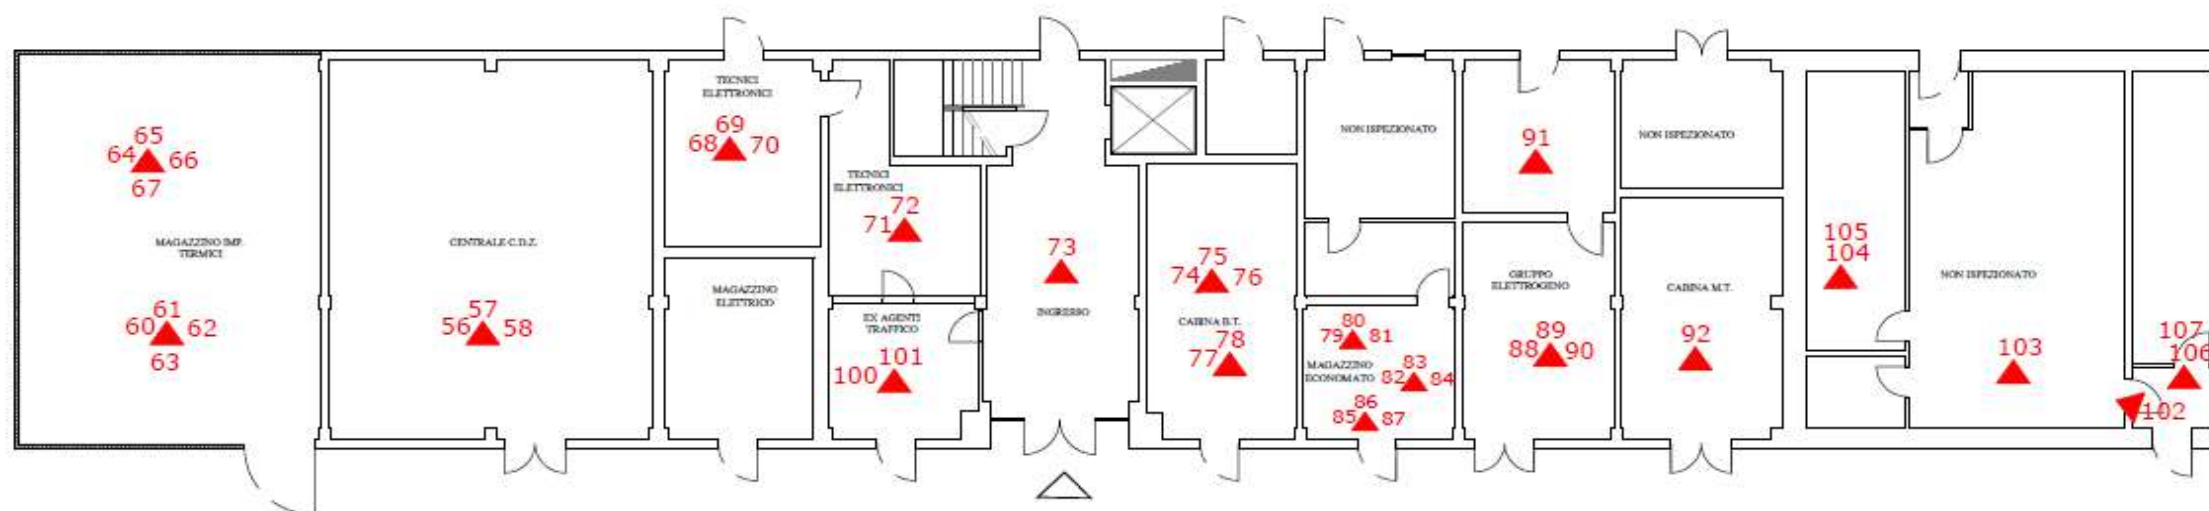 65
64 66
67
MAGAZZINO IMP.
TERMICI
61
60 62
63
CENTRALE C.D.Z.
57
56 58
TECNICI
ELETTRONICI
69
68 70
MAGAZZINO
ELETTRICO
TECNICI
ELETTRONICI
72
71
EX AGENTI
TRAFFICO
101
100
73
INGRESSO
75
74 76
CABINA B.T.
78
77
NON ISPEZIONATO
80
79 81
MAGAZZINO
ECONOMATO
83
82 84
86
85 87
91
GRUPPO
ELETTROGENO
89
88 90
NON ISPEZIONATO
CABINA M.T.
92
105
104
NON ISPEZIONATO
103
107
106
102